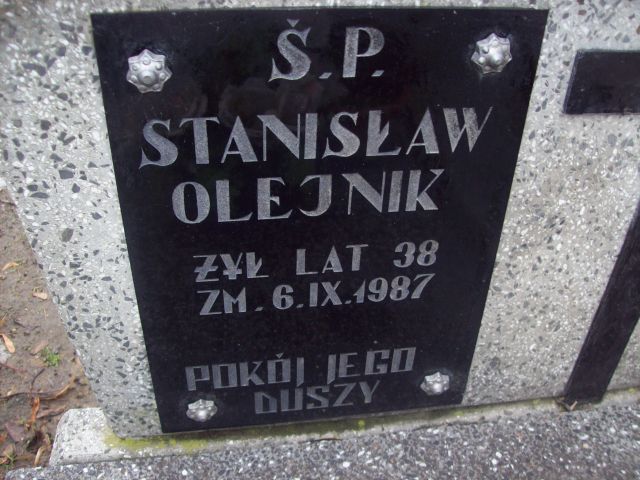 Ś.P.
STANISŁAW
OLEJNIK
ŻYŁ LAT 38
ZM. 6.IX.1987
POKÓJ JEGO
DUSZY